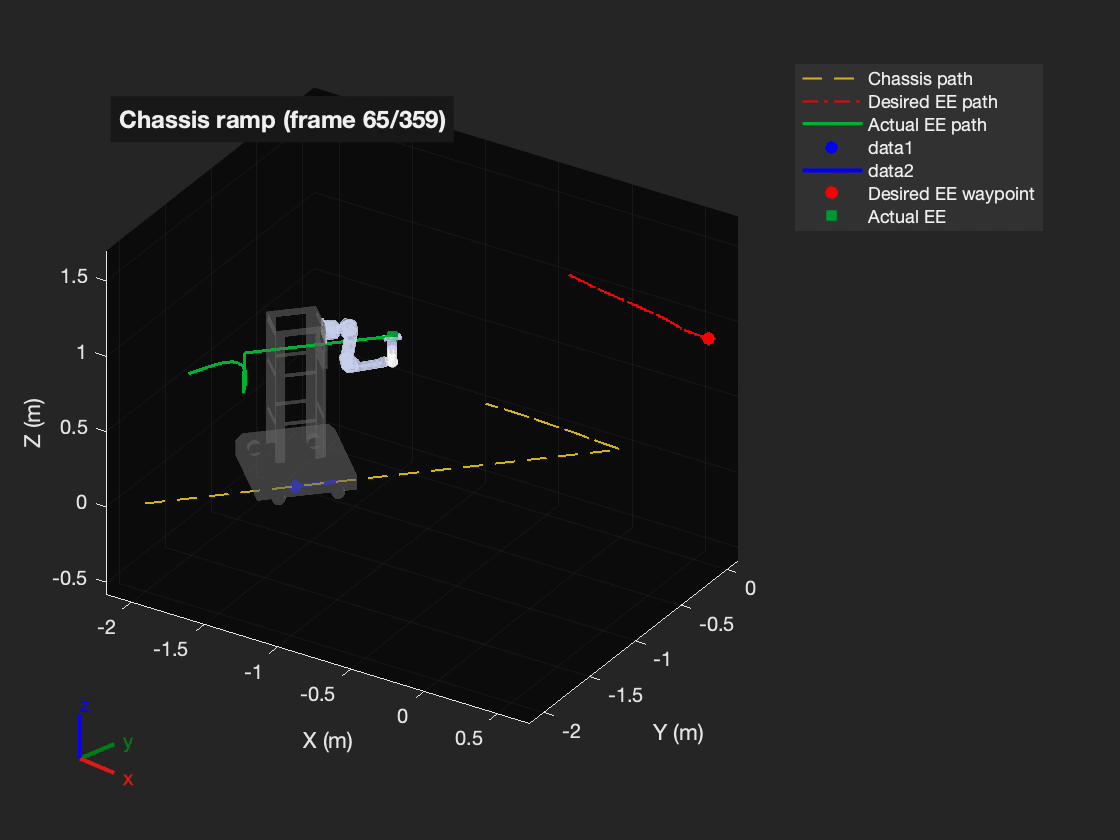 Chassis ramp (frame 65/359)
Chassis path
Desired EE path
Actual EE path
data1
data2
Desired EE waypoint
Actual EE
1.5
1
0.5
0
-0.5
Z (m)
-2
-1.5
-1
-0.5
0
0.5
X (m)
0
-0.5
-1
-1.5
-2
Y (m)
z
y
x